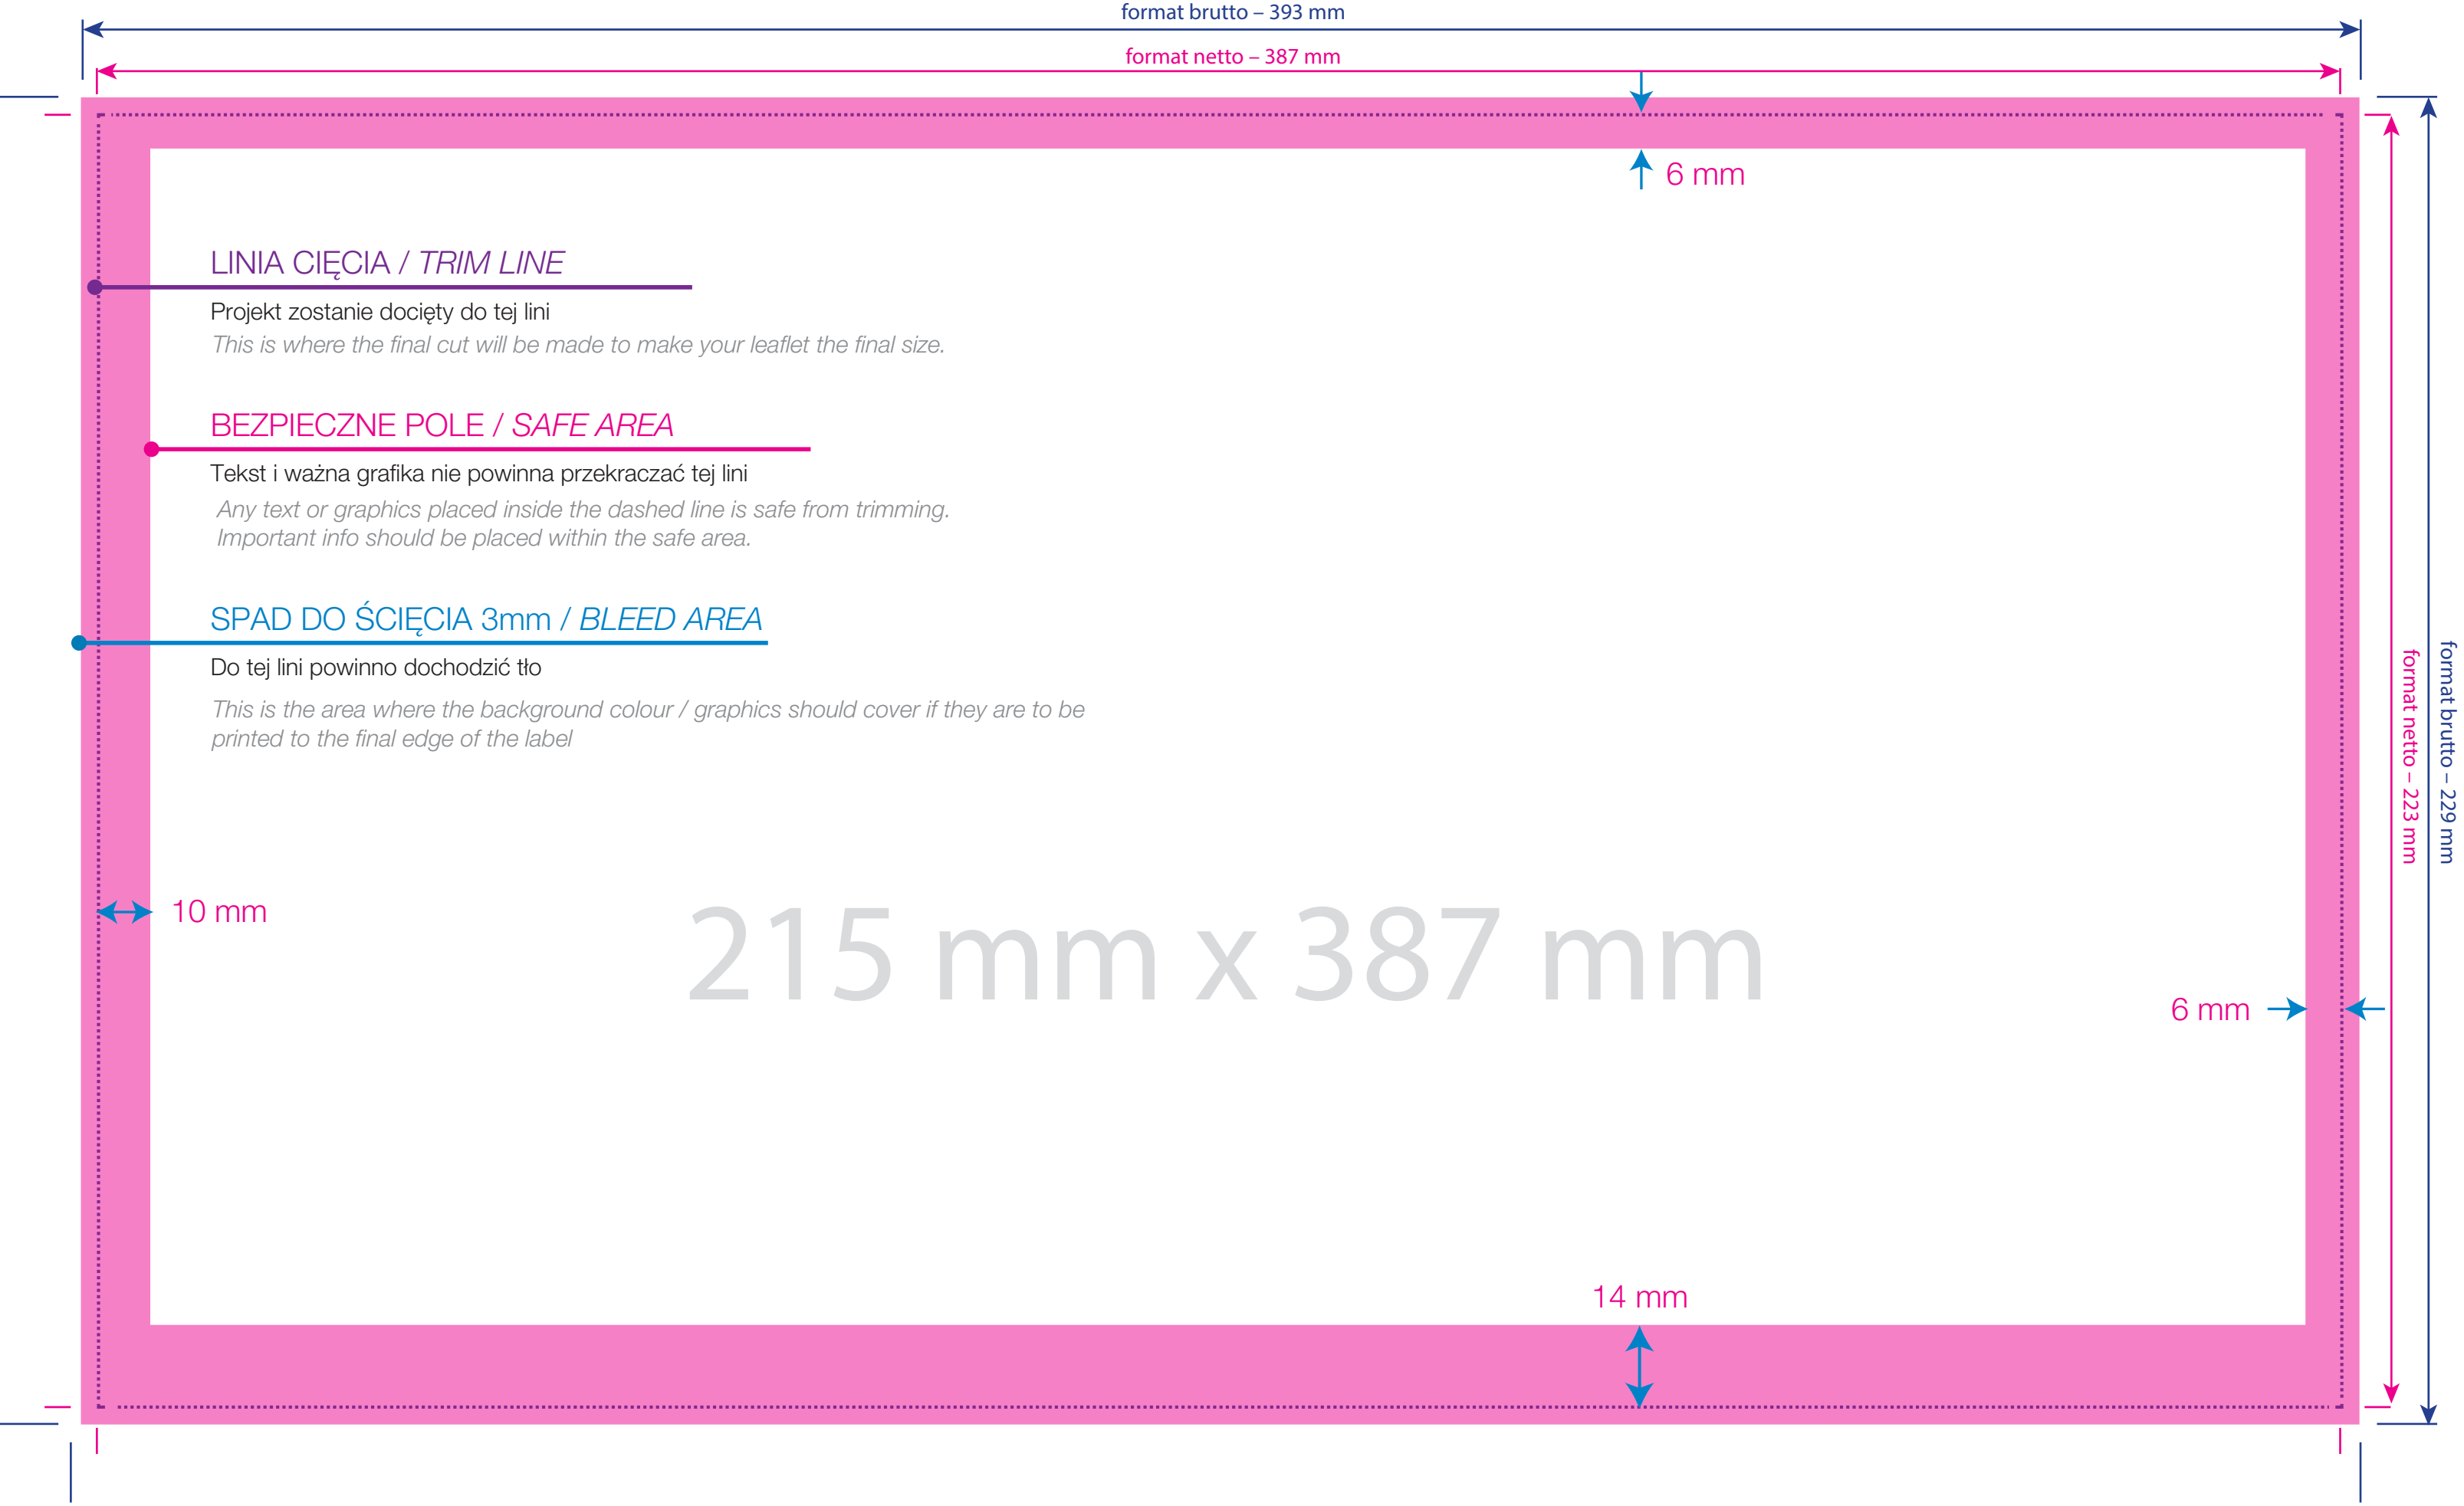 format brutto – 393 mm
format netto – 387 mm
6 mm
LINIA CIĘCIA / TRIM LINE
Projekt zostanie docięty do tej lini
This is where the final cut will be made to make your leaflet the final size.
BEZPIECZNE POLE / SAFE AREA
Tekst i ważna grafika nie powinna przekraczać tej lini
Any text or graphics placed inside the dashed line is safe from trimming.
Important info should be placed within the safe area.
SPAD DO ŚCIĘCIA 3mm / BLEED AREA
Do tej lini powinno dochodzić tło
This is the area where the background colour / graphics should cover if they are to be
printed to the final edge of the label
format netto – 223 mm
format brutto – 229 mm
10 mm
215 mm x 387 mm
6 mm
14 mm